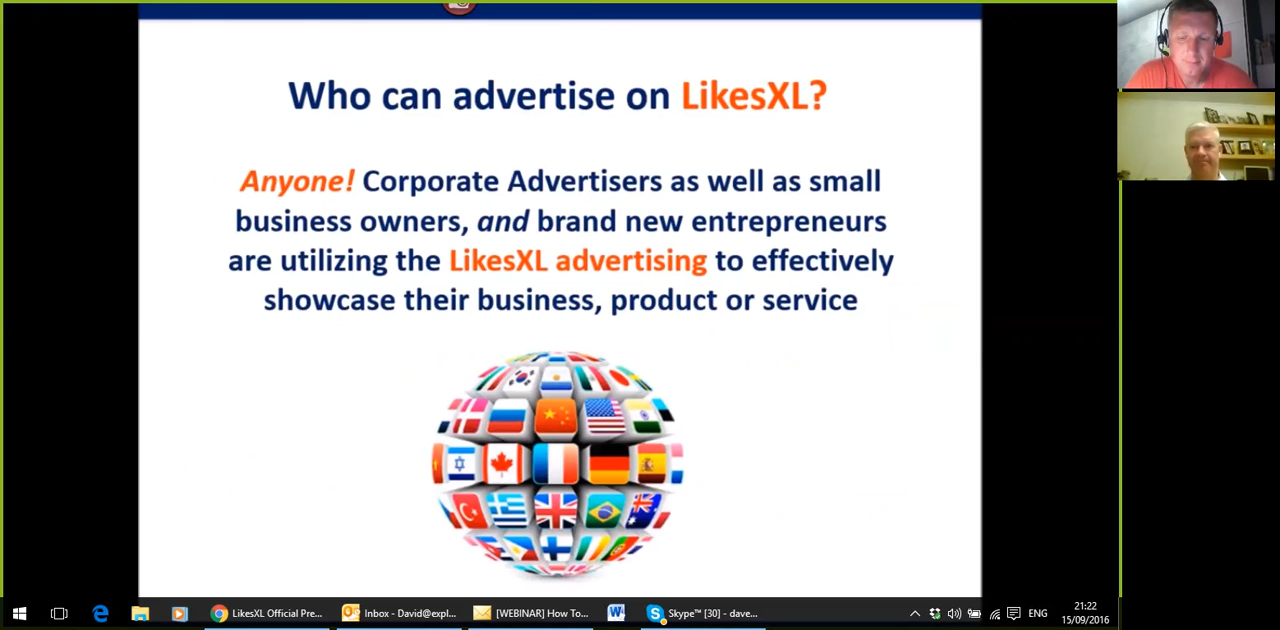 Who can advertise on LikesXL?
Anyone! Corporate Advertisers as well as small
business owners, and brand new entrepreneurs
are utilizing the LikesXL advertising to effectively
showcase their business, product or service
LikesXL Official Pre...
Inbox - David@expl...
[WEBINAR] How To...
Skype™ [30] - dave...
ENG
21:22
15/09/2016